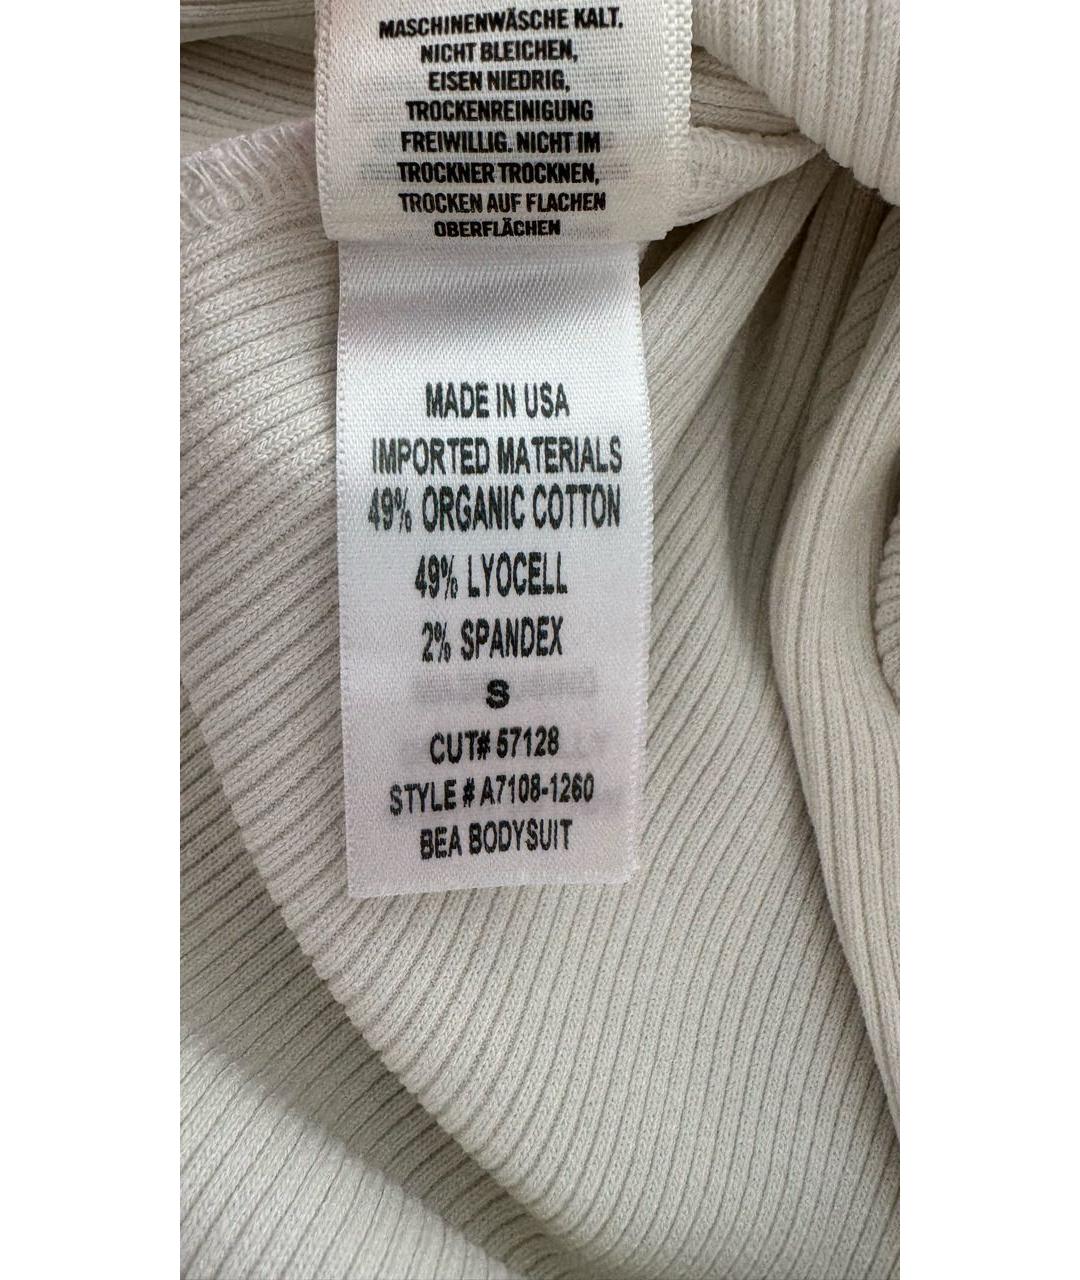 MASCHINENWÄSCHE KALT.
NICHT BLEICHEN,
EISEN NIEDRIG,
TROCKENREINIGUNG
FREIWILLIG. NICHT IM
TROCKNER TROCKNEN,
TROCKEN AUF FLACHEN
OBERFLÄCHEN
MADE IN USA
IMPORTED MATERIALS
49% ORGANIC COTTON
49% LYOCELL
2% SPANDEX
S
CUT# 57128
STYLE # A7108-1260
BEA BODYSUIT